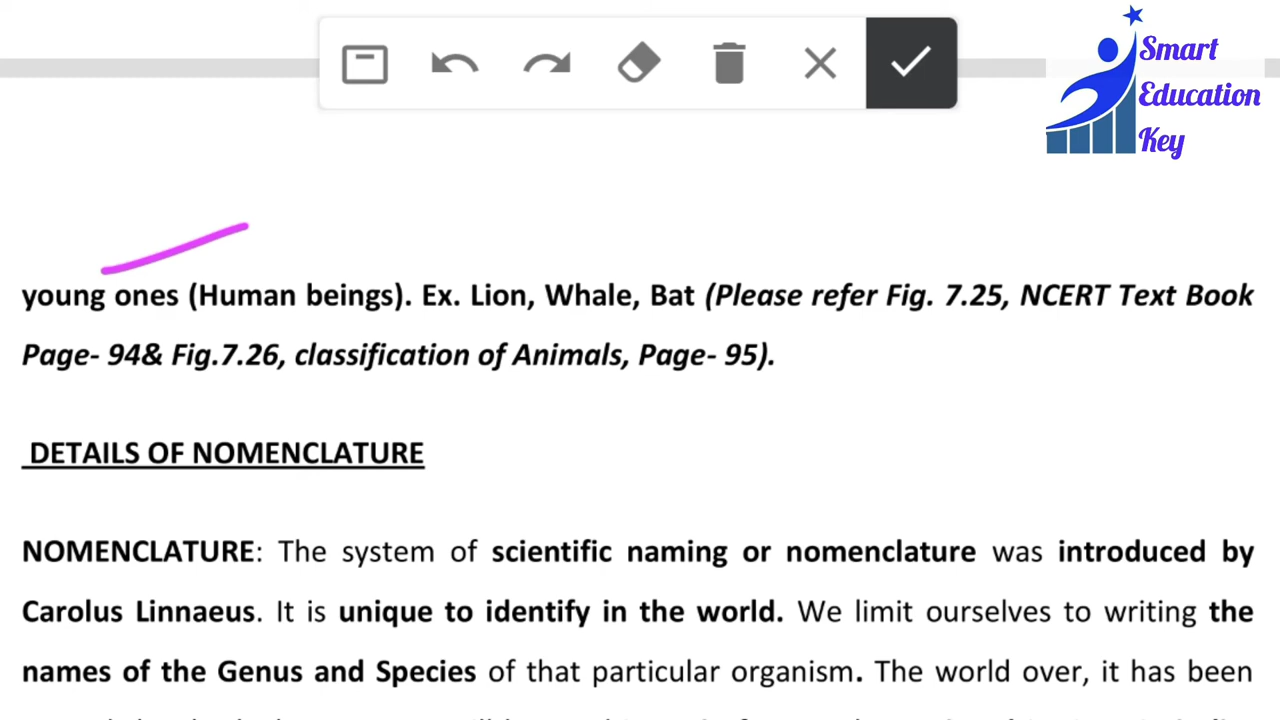 Smart
Education
Key
young ones (Human beings). Ex. Lion, Whale, Bat (Please refer Fig. 7.25, NCERT Text Book
Page- 94& Fig.7.26, classification of Animals, Page- 95).
DETAILS OF NOMENCLATURE
NOMENCLATURE: The system of scientific naming or nomenclature was introduced by
Carolus Linnaeus. It is unique to identify in the world. We limit ourselves to writing the
names of the Genus and Species of that particular organism. The world over, it has been